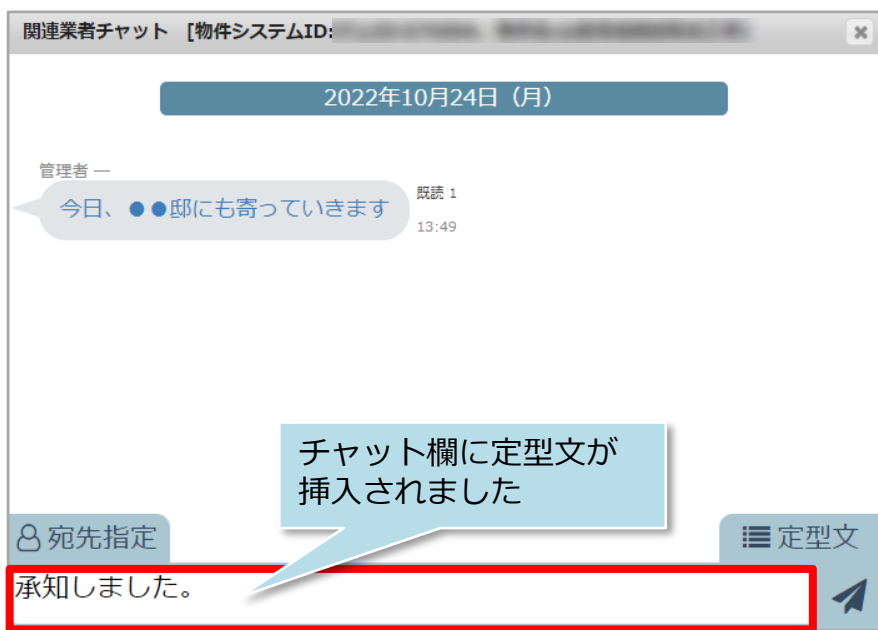 関連業者チャット [物件システムID:
2022年10月24日（月）
管理者 ―
今日、●●邸にも寄っていきます
既読 1
13:49
チャット欄に定型文が
挿入されました
宛先指定
定型文
承知しました。